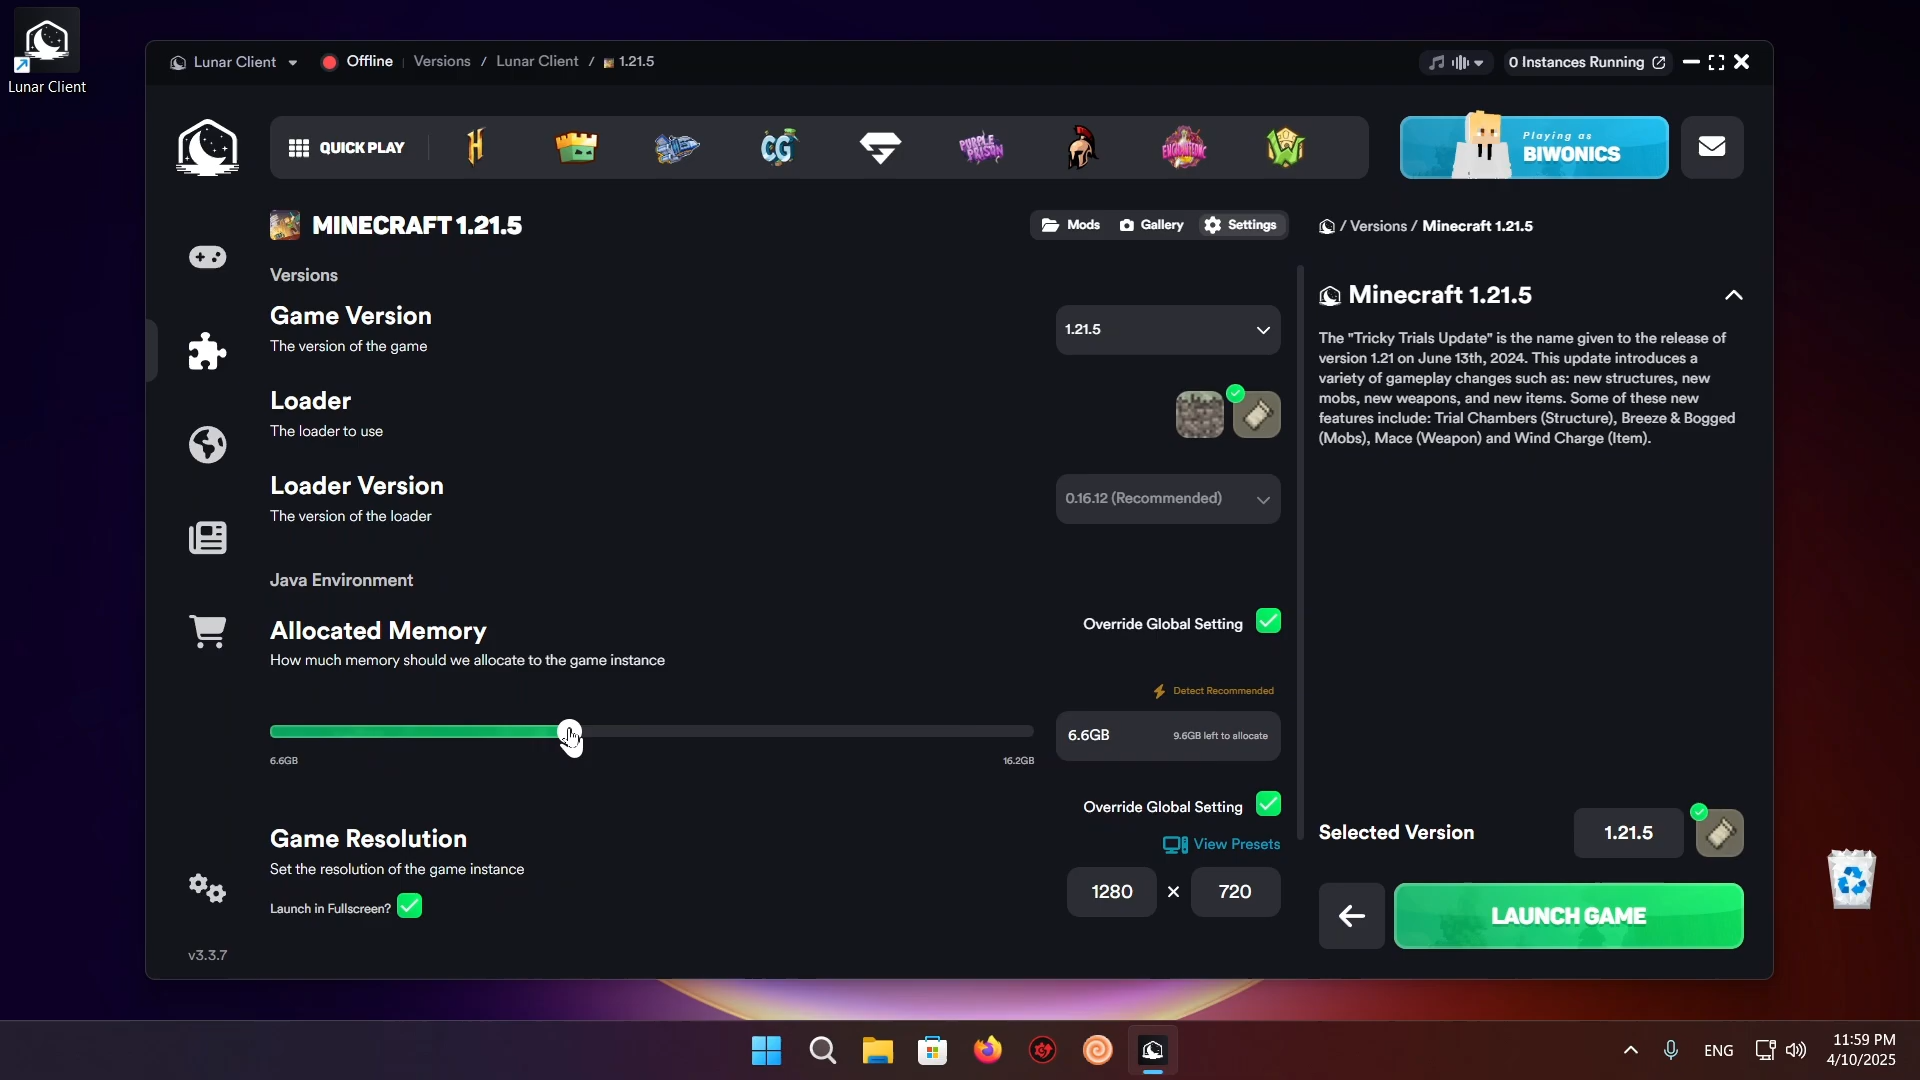 Lunar Client
Lunar Client
Offline
Versions / Lunar Client / 1.21.5
0 Instances Running
QUICK PLAY
H
CG
PURPLE PRISON
Playing as
BIWONICS
MINECRAFT 1.21.5
Mods
Gallery
Settings
/ Versions / Minecraft 1.21.5
Versions
Game Version
The version of the game
1.21.5
Loader
The loader to use
Loader Version
The version of the loader
0.16.12 (Recommended)
Java Environment
Allocated Memory
How much memory should we allocate to the game instance
Override Global Setting
Detect Recommended
6.6GB
9.6GB left to allocate
6.6GB
16.2GB
Override Global Setting
Game Resolution
View Presets
Set the resolution of the game instance
1280 × 720
Launch in Fullscreen?
v3.3.7
Minecraft 1.21.5
The "Tricky Trials Update" is the name given to the release of
version 1.21 on June 13th, 2024. This update introduces a
variety of gameplay changes such as: new structures, new
mobs, new weapons, and new items. Some of these new
features include: Trial Chambers (Structure), Breeze & Bogged
(Mobs), Mace (Weapon) and Wind Charge (Item).
Selected Version
1.21.5
LAUNCH GAME
ENG
11:59 PM
4/10/2025